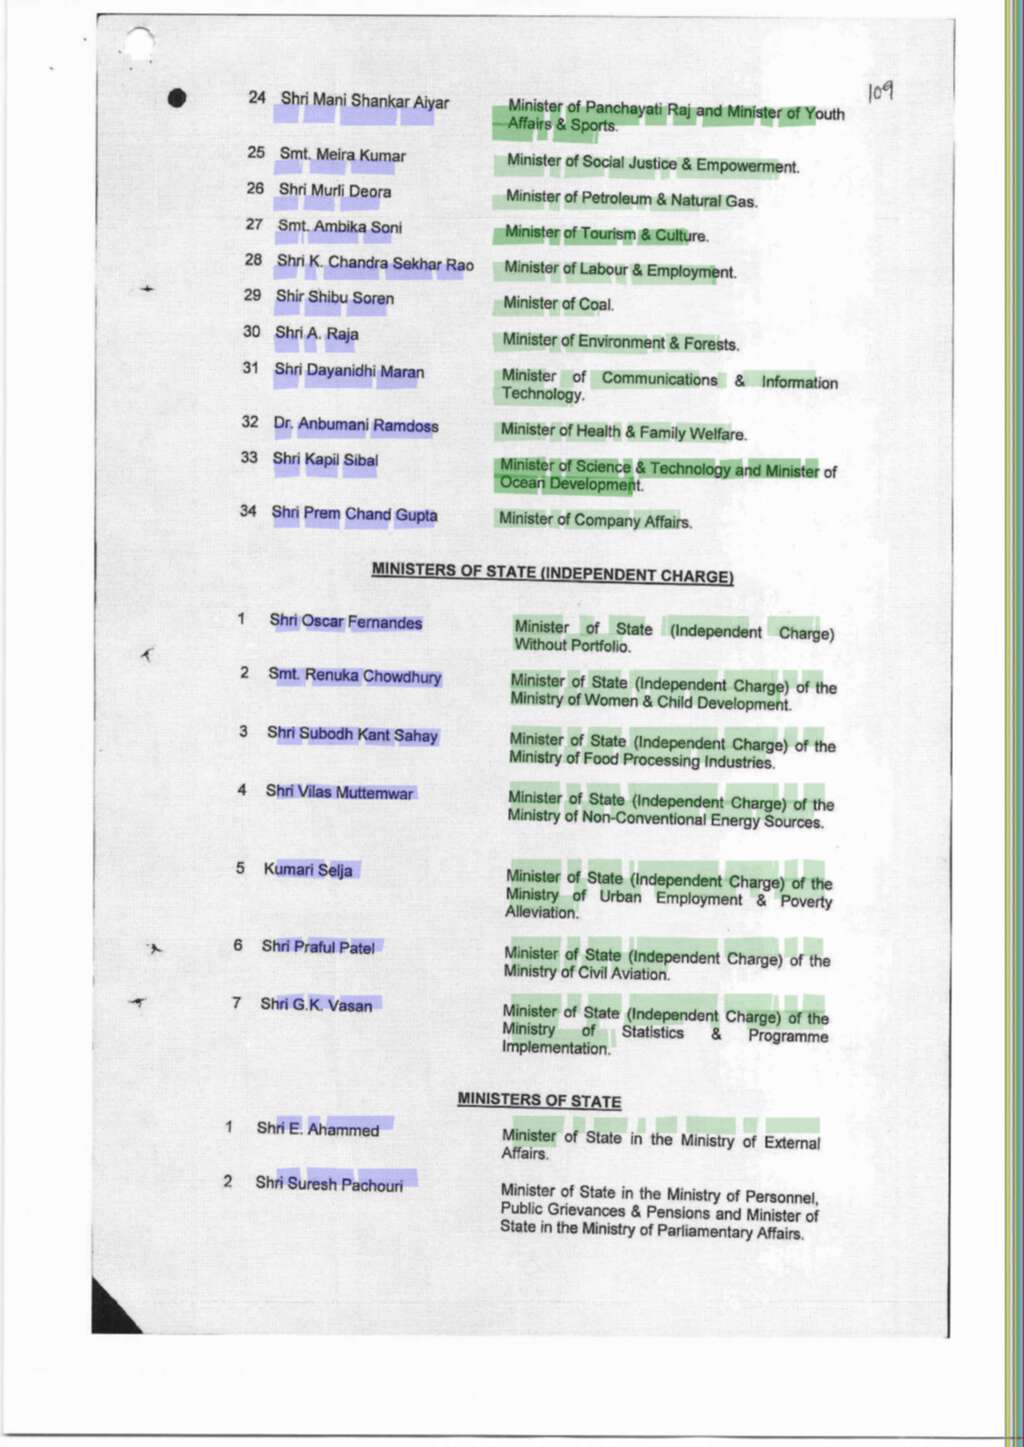 109
24 Shri Mani Shankar Aiyar Minister of Panchayati Raj and Minister of Youth
Affairs & Sports.
25 Smt. Meira Kumar Minister of Social Justice & Empowerment.
26 Shri Murli Deora Minister of Petroleum & Natural Gas.
27 Smt. Ambika Soni Minister of Tourism & Culture.
28 Shri K. Chandra Sekhar Rao Minister of Labour & Employment.
29 Shir Shibu Soren Minister of Coal.
30 Shri A. Raja Minister of Environment & Forests.
31 Shri Dayanidhi Maran Minister of Communications & Information
Technology.
32 Dr. Anbumani Ramdoss Minister of Health & Family Welfare.
33 Shri Kapil Sibal Minister of Science & Technology and Minister of
Ocean Development.
34 Shri Prem Chand Gupta Minister of Company Affairs.
MINISTERS OF STATE (INDEPENDENT CHARGE)
1 Shri Oscar Fernandes Minister of State (Independent Charge)
Without Portfolio.
2 Smt. Renuka Chowdhury Minister of State (Independent Charge) of the
Ministry of Women & Child Development.
3 Shri Subodh Kant Sahay Minister of State (Independent Charge) of the
Ministry of Food Processing Industries.
4 Shri Vilas Muttemwar Minister of State (Independent Charge) of the
Ministry of Non-Conventional Energy Sources.
5 Kumari Selja Minister of State (Independent Charge) of the
Ministry of Urban Employment & Poverty
Alleviation.
6 Shri Praful Patel Minister of State (Independent Charge) of the
Ministry of Civil Aviation.
7 Shri G.K. Vasan Minister of State (Independent Charge) of the
Ministry of Statistics & Programme
Implementation.
MINISTERS OF STATE
1 Shri E. Ahammed Minister of State in the Ministry of External
Affairs.
2 Shri Suresh Pachouri Minister of State in the Ministry of Personnel,
Public Grievances & Pensions and Minister of
State in the Ministry of Parliamentary Affairs.